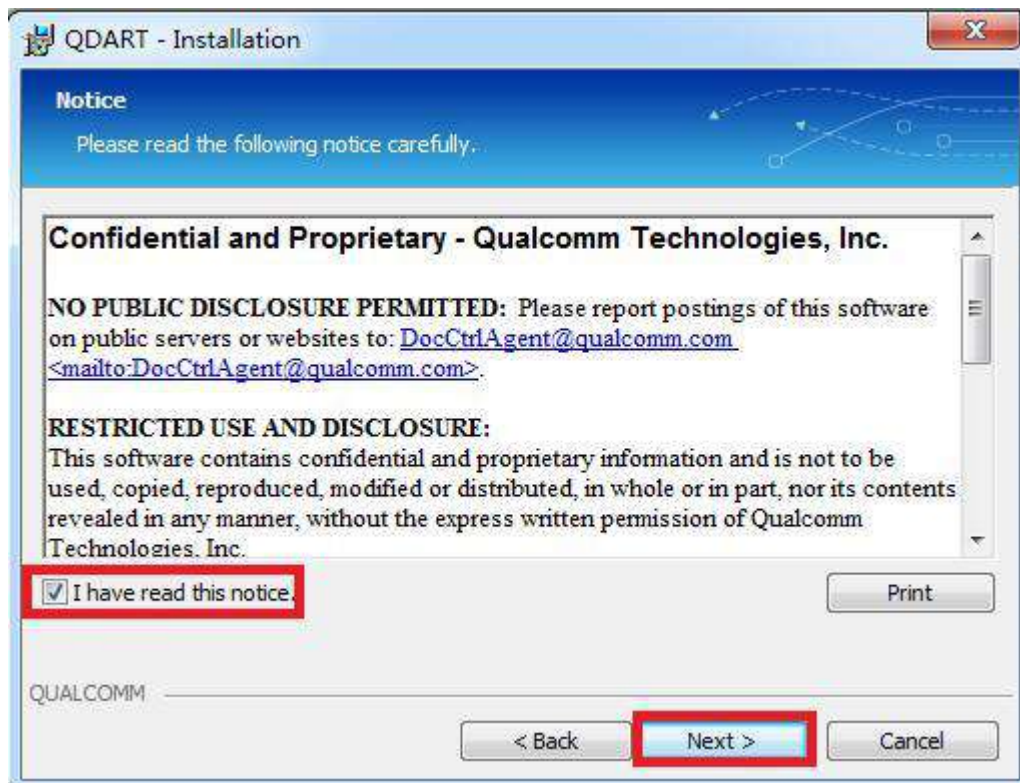 QDART - Installation
Notice
Please read the following notice carefully.
Confidential and Proprietary - Qualcomm Technologies, Inc.
NO PUBLIC DISCLOSURE PERMITTED: Please report postings of this software
on public servers or websites to: DocCtrlAgent@qualcomm.com
<mailto:DocCtrlAgent@qualcomm.com>.
RESTRICTED USE AND DISCLOSURE:
This software contains confidential and proprietary information and is not to be
used, copied, reproduced, modified or distributed, in whole or in part, nor its contents
revealed in any manner, without the express written permission of Qualcomm
Technologies, Inc.
I have read this notice.
Print
QUALCOMM
< Back
Next >
Cancel